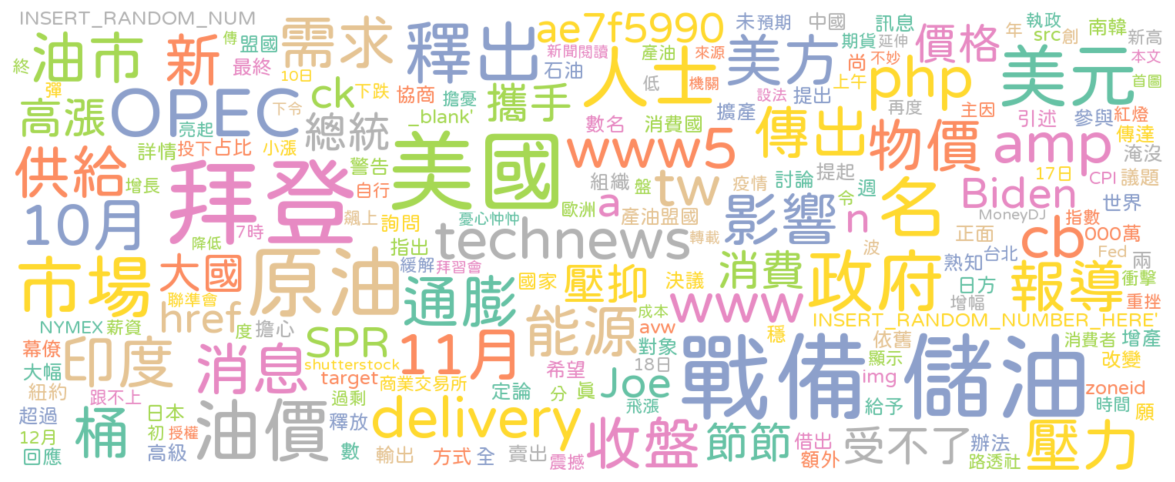 INSERT_RANDOM_NUM
傳
盟國
終
油市
新
最終
需求
10日
下跌
彈
下令
高漲
OPEC
亮起
總統
ck
協商
釋出
攜手
擔憂
新聞閱讀
石油
ae7f5990
產油
低
人士
來源
機關
未
預期
中國
美方
期貨
延伸
訊息
尚
不妙
上午
設法
提出
價格
執政
src
年
創
南韓
新高
本文
首圖
php
美元
供給
詳情
投下
占比
增長
小漲
警告
_blank'
自行
拜登
美國
數名
消費國
www5
擴產
再度
主因
引述
參與
紅燈
傳達
淹沒
傳出
物價
amp
組織
盤
疫情
討論
提起
令
週
17日
CPI
議題
10月
7時
飆上
詢問
憂心忡忡
歐洲
a
tw
產油盟國
影響
n
名
Biden
MoneyDJ
指數
世界
正面
cb
000萬
台北
Fed
兩
降低
指出
technews
轉載
波
熟知
市場
大國
聯準會
原油
緩解
拜習會
通膨
國家
壓抑
決議
消費
日方
增幅
政府
報導
衝擊
重挫
成本
www
NYMEX
薪資
href
度
擔心
SPR
11月
能源
avw
穩
INSERT_RANDOM_NUMBER_HERE'
對象
18日
依舊
消費者
增產
幕僚
大幅
印度
消息
shutterstock
target
商業交易所
希望
Joe
戰備
儲油
顯示
改變
img
zoneid
紐約
跟不上
過剩
定論
分
眞
飛漲
給予
時間
願
超過
桶
日本
初
授權
油價
釋放
delivery
12月
回應
高級
數
輸出
方式
全
賣出
收盤
震撼
節節
借出
額外
受不了
辦法
路透社
壓力